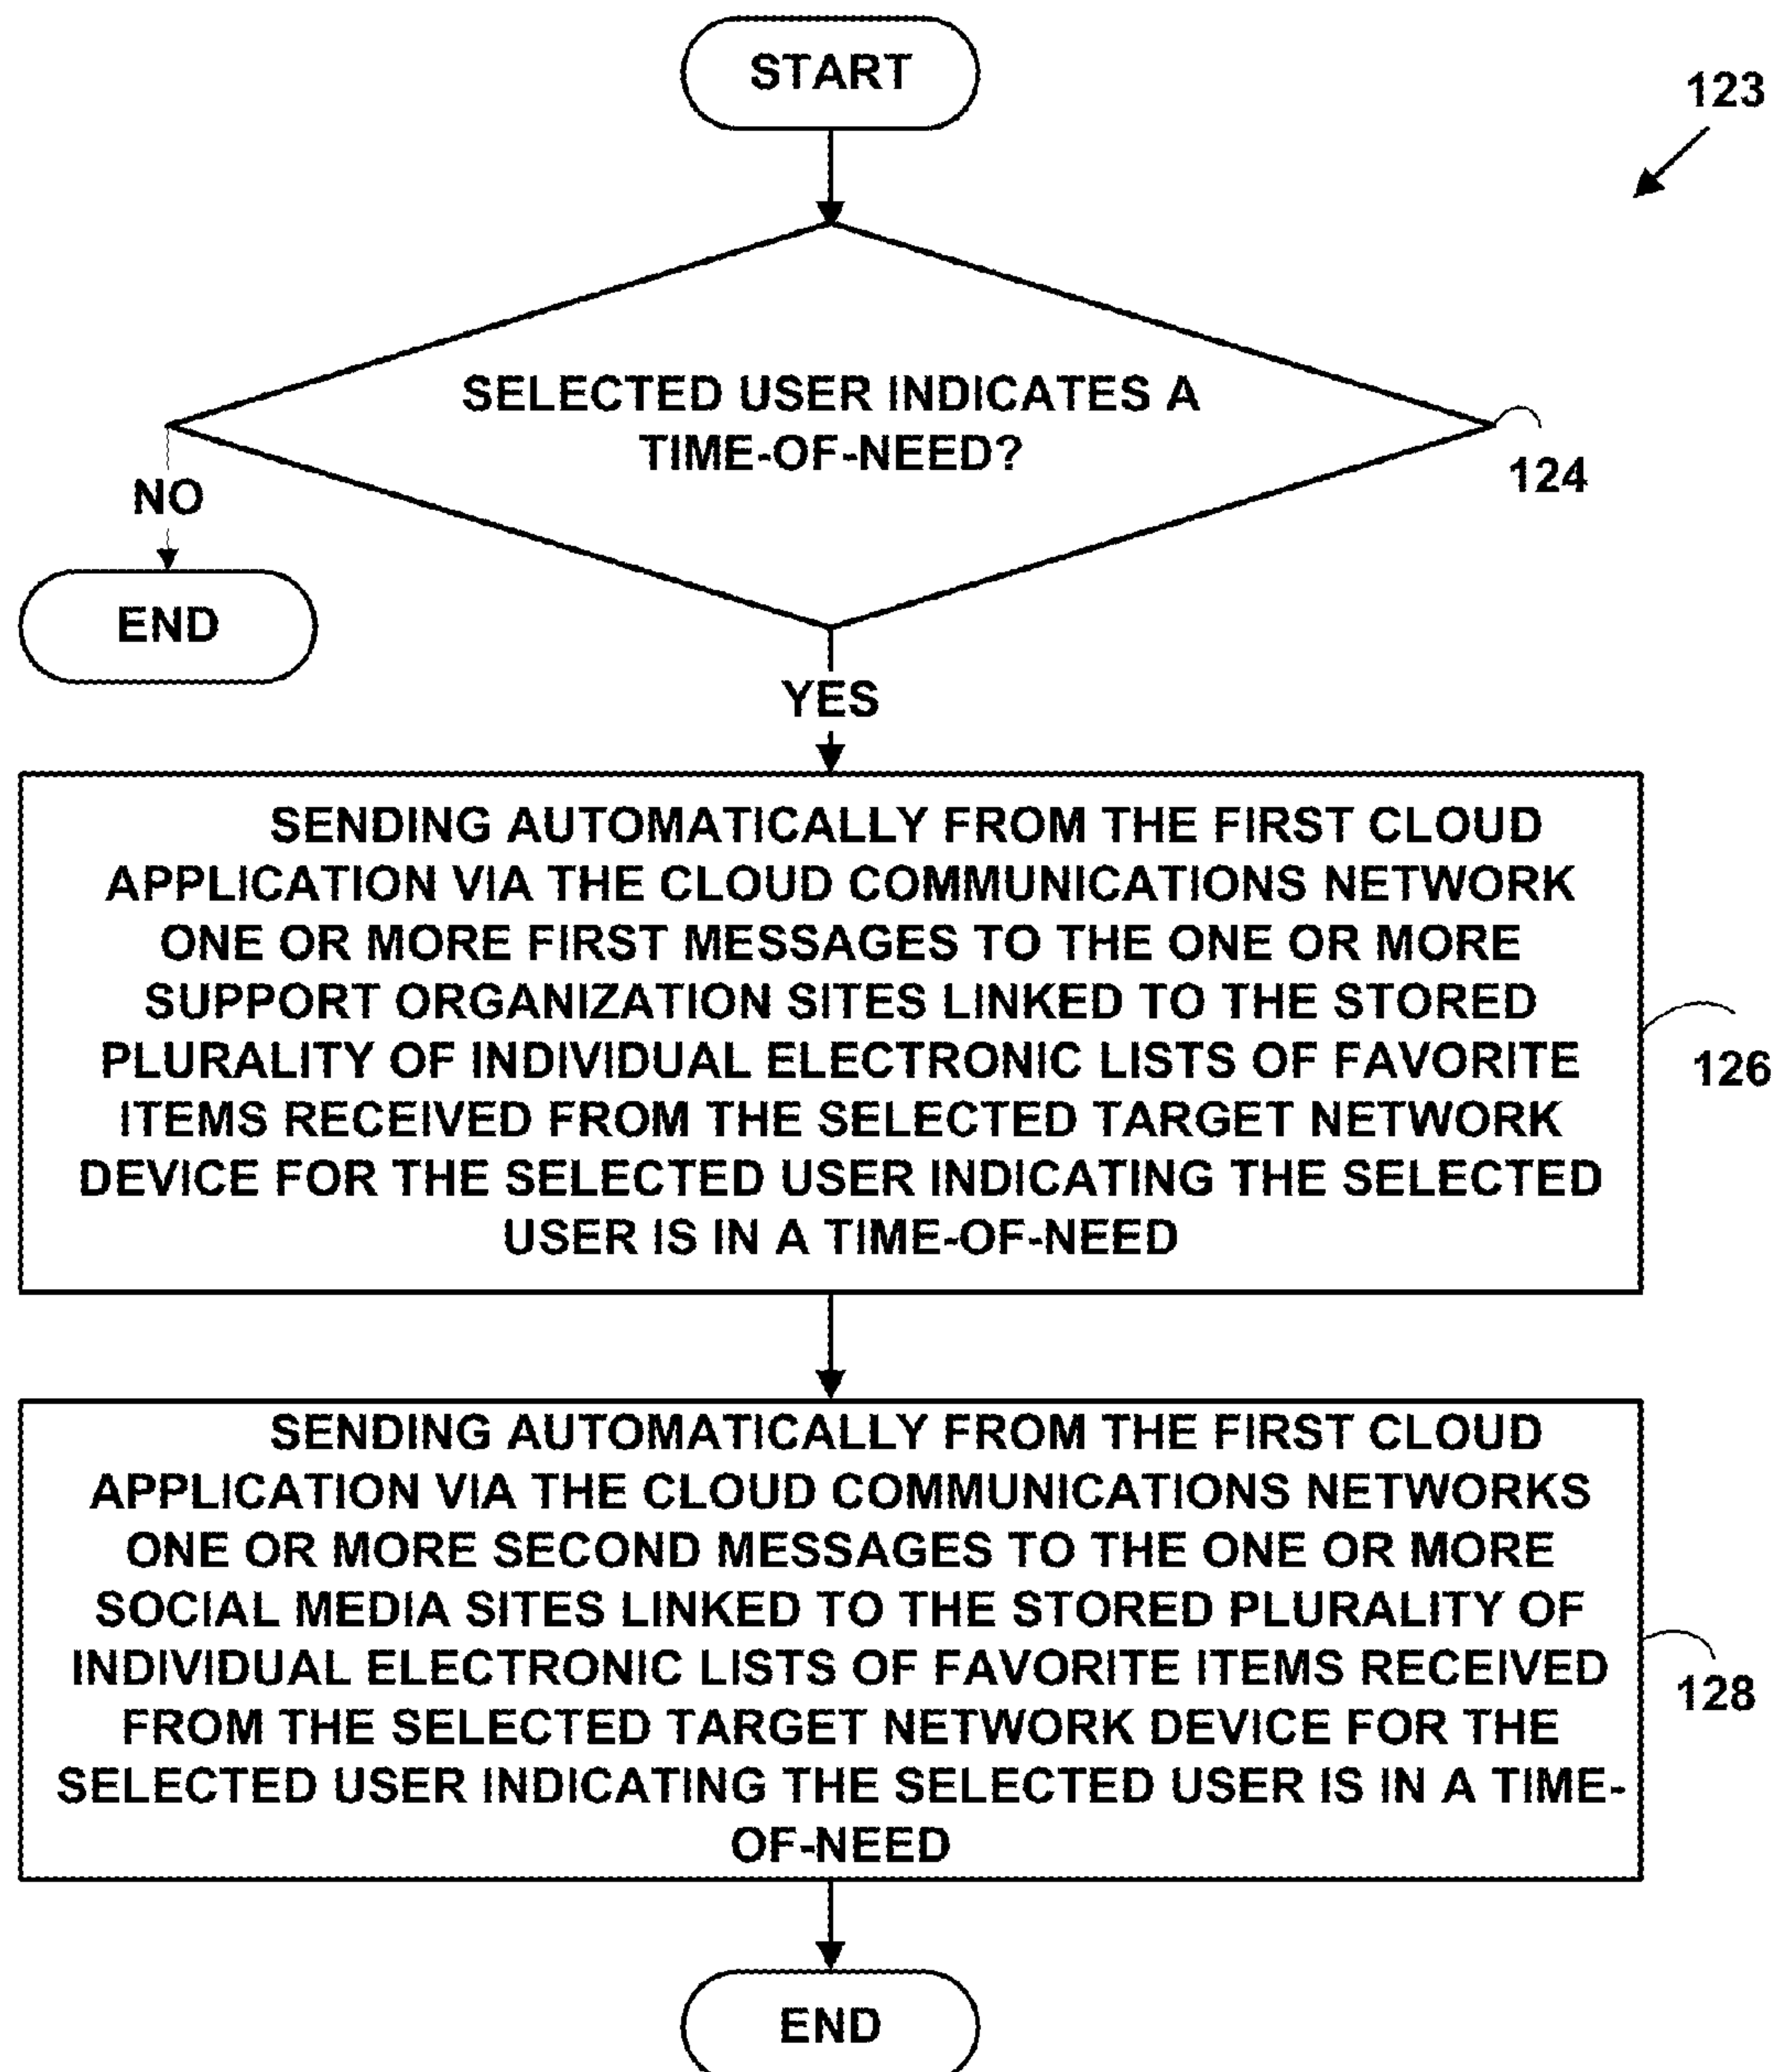 START
123
SELECTED USER INDICATES A
TIME-OF-NEED?
124
NO
END
YES
SENDING AUTOMATICALLY FROM THE FIRST CLOUD
APPLICATION VIA THE CLOUD COMMUNICATIONS NETWORK
ONE OR MORE FIRST MESSAGES TO THE ONE OR MORE
SUPPORT ORGANIZATION SITES LINKED TO THE STORED
PLURALITY OF INDIVIDUAL ELECTRONIC LISTS OF FAVORITE
ITEMS RECEIVED FROM THE SELECTED TARGET NETWORK
DEVICE FOR THE SELECTED USER INDICATING THE SELECTED
USER IS IN A TIME-OF-NEED
126
SENDING AUTOMATICALLY FROM THE FIRST CLOUD
APPLICATION VIA THE CLOUD COMMUNICATIONS NETWORKS
ONE OR MORE SECOND MESSAGES TO THE ONE OR MORE
SOCIAL MEDIA SITES LINKED TO THE STORED PLURALITY OF
INDIVIDUAL ELECTRONIC LISTS OF FAVORITE ITEMS RECEIVED
FROM THE SELECTED TARGET NETWORK DEVICE FOR THE
SELECTED USER INDICATING THE SELECTED USER IS IN A TIME-
OF-NEED
128
END